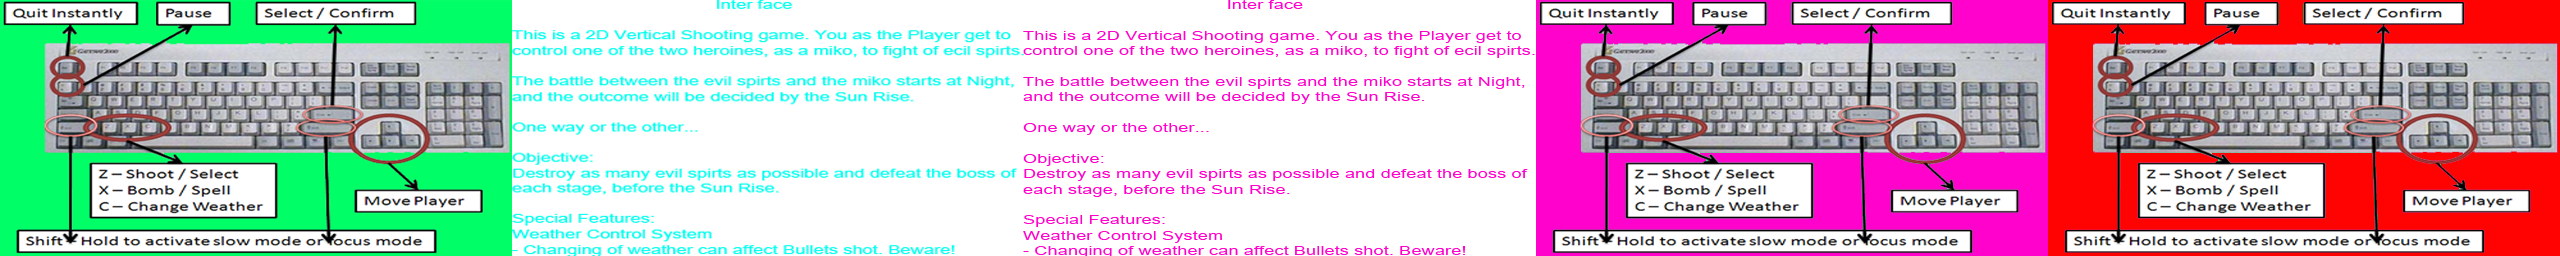 Quit Instantly
Pause
Select / Confirm
Z – Shoot / Select
X – Bomb / Spell
C – Change Weather
Move Player
Shift – Hold to activate slow mode or focus mode
Inter face
This is a 2D Vertical Shooting game. You as the Player get to
control one of the two heroines, as a miko, to fight of ecil spirts.
The battle between the evil spirts and the miko starts at Night,
and the outcome will be decided by the Sun Rise.
One way or the other...
Objective:
Destroy as many evil spirts as possible and defeat the boss of
each stage, before the Sun Rise.
Special Features:
Weather Control System
- Changing of weather can affect Bullets shot. Beware!
Inter face
This is a 2D Vertical Shooting game. You as the Player get to
control one of the two heroines, as a miko, to fight of ecil spirts.
The battle between the evil spirts and the miko starts at Night,
and the outcome will be decided by the Sun Rise.
One way or the other...
Objective:
Destroy as many evil spirts as possible and defeat the boss of
each stage, before the Sun Rise.
Special Features:
Weather Control System
- Changing of weather can affect Bullets shot. Beware!
Quit Instantly
Pause
Select / Confirm
Z – Shoot / Select
X – Bomb / Spell
C – Change Weather
Move Player
Shift – Hold to activate slow mode or focus mode
Quit Instantly
Pause
Select / Confirm
Z – Shoot / Select
X – Bomb / Spell
C – Change Weather
Move Player
Shift – Hold to activate slow mode or focus mode